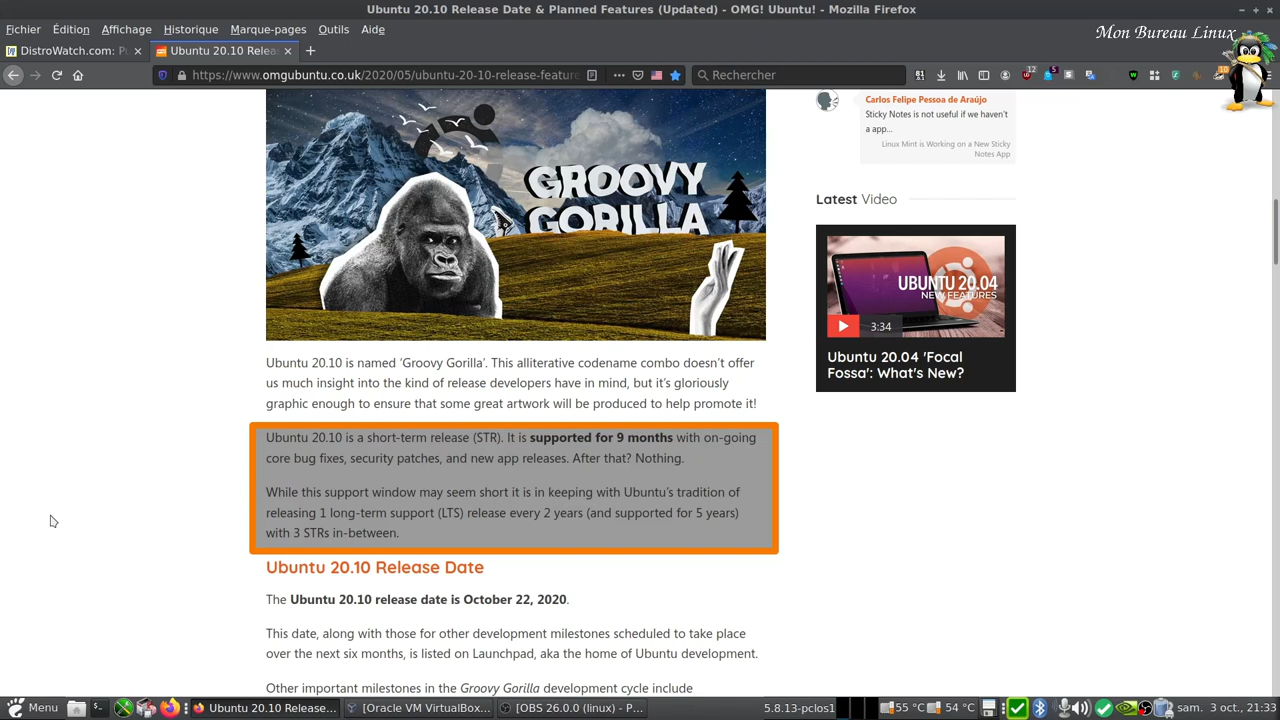 Ubuntu 20.10 Release Date & Planned Features (Updated) - OMG! Ubuntu! - Mozilla Firefox
Fichier Édition Affichage Historique Marque-pages Outils Aide
Mon Bureau Linux
DistroWatch.com: Pu
Ubuntu 20.10 Relea
https://www.omgubuntu.co.uk/2020/05/ubuntu-20-10-release-feature
Rechercher
Carlos Felipe Pessoa de Araújo
Sticky Notes is not useful if we haven't
a app...
Linux Mint is Working on a New Sticky
Notes App
GROOVY
GORILLA
Latest Video
UBUNTU 20.04
NEW FEATURES
3:34
Ubuntu 20.04 'Focal
Fossa': What's New?
Ubuntu 20.10 is named ‘Groovy Gorilla’. This alliterative codename combo doesn’t offer
us much insight into the kind of release developers have in mind, but it’s gloriously
graphic enough to ensure that some great artwork will be produced to help promote it!
Ubuntu 20.10 is a short-term release (STR). It is supported for 9 months with on-going
core bug fixes, security patches, and new app releases. After that? Nothing.
While this support window may seem short it is in keeping with Ubuntu’s tradition of
releasing 1 long-term support (LTS) release every 2 years (and supported for 5 years)
with 3 STRs in-between.
Ubuntu 20.10 Release Date
The Ubuntu 20.10 release date is October 22, 2020.
This date, along with those for other development milestones scheduled to take place
over the next six months, is listed on Launchpad, aka the home of Ubuntu development.
Other important milestones in the Groovy Gorilla development cycle include
Menu
Ubuntu 20.10 Release...
[Oracle VM VirtualBox...
[OBS 26.0.0 (linux) - P...
5.8.13-pclos1
55 °C
54 °C
sam. 3 oct., 21:33